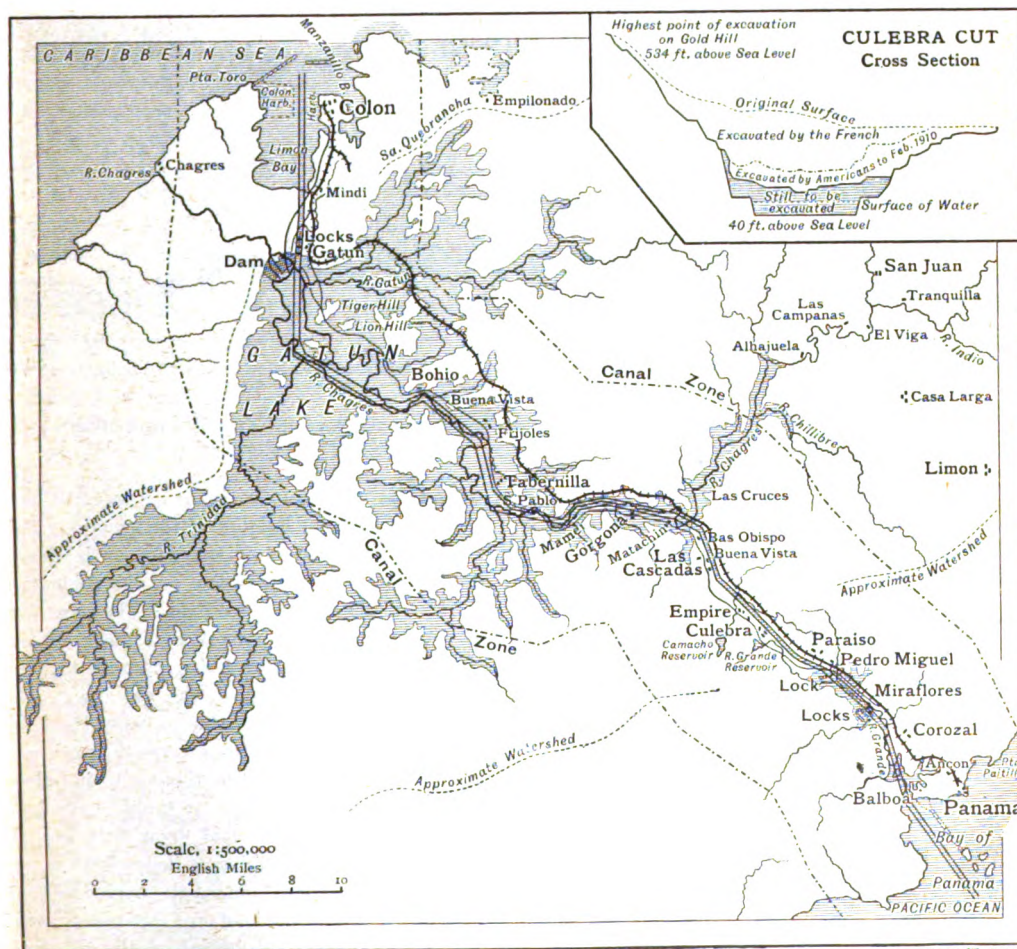 CARIBBEAN SEA
Pta. Toro
Manzanillo B.
Colon
Harb.
Harb.
Colon
Limon
Bay
Empilonado
Sa. Quebrancha
Chagres
R. Chagres
Mindi
Locks
Gatun
Dam
R. Gatun
Tiger Hill
Lion Hill
GATUN
LAKE
R. Chagres
Bohio
Buena Vista
Frijoles
Tabernilla
S. Pablo
Mamei
Gorgona
Matachin
Canal
Zone
Approximate Watershed
R. Trinidad
Canal
Zone
San Juan
Tranquilla
Las
Campanas
El Viga
R. Indio
Alhajuela
Casa Larga
R. Chillibre
R. Chagres
Limon
Las Cruces
Bas Obispo
Buena Vista
Las
Cascadas
Approximate Watershed
Empire
Culebra
Camacho
Reservoir
R. Grande
Reservoir
Paraiso
Pedro Miguel
Lock
Miraflores
Locks
R. Grande
Corozal
Ancon
Pta.
Paitill
Balboa
Panama
Bay of
Panama
PACIFIC OCEAN
Approximate Watershed
Scale, 1:500,000
English Miles
0 2 4 6 8 10
Highest point of excavation
on Gold Hill
534 ft. above Sea Level
CULEBRA CUT
Cross Section
Original Surface
Excavated by the French
Excavated by Americans to Feb. 1910
Still to be
excavated
Surface of Water
40 ft. above Sea Level